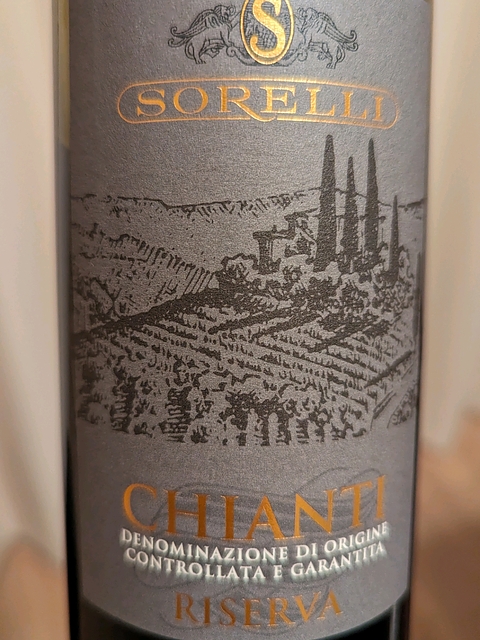 S
SORELLI
CHIANTI
DENOMINAZIONE DI ORIGINE
CONTROLLATA E GARANTITA
RISERVA